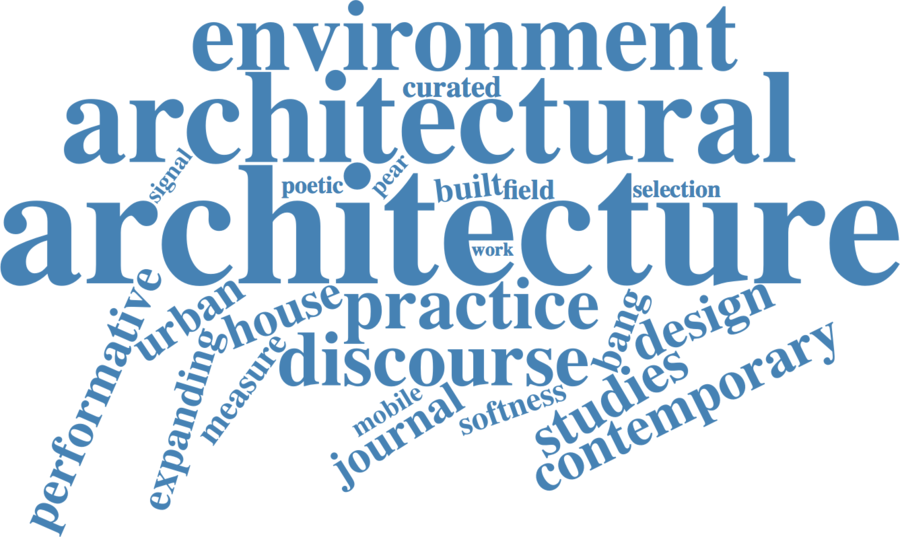 environment
curated
architectural
signal
poetic
pear
built
field
selection
architecture
work
performative
urban
house
practice
bang
design
expanding
measure
discourse
studies
contemporary
mobile
journal
softness